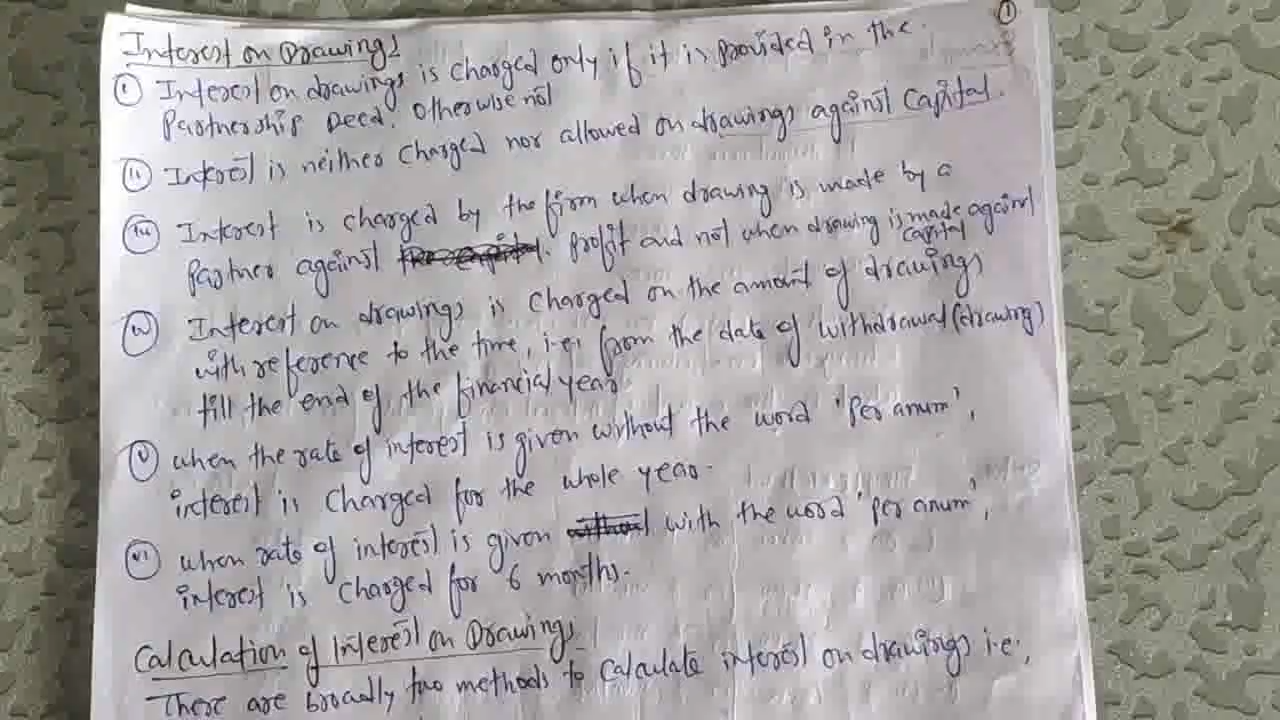 ①
Interest on Drawings
(i) Interest on drawings is charged only if it is provided in the
Partnership Deed. Otherwise not
(ii) Interest is neither charged nor allowed on drawings against Capital.
(iii) Interest is charged by the firm when drawing is made by a
Partner against profit and not when drawing is made against
capital
(iv) Interest on drawings is charged on the amount of drawings
with reference to the time, i.e. from the date of withdrawal (drawing)
till the end of the financial year
(v) when the rate of interest is given without the word 'Per anum',
interest is charged for the whole year.
(vi) when rate of interest is given with the word 'per anum',
interest is charged for 6 months.
Calculation of Interest on Drawings
There are broadly two methods to calculate interest on drawings i.e.,